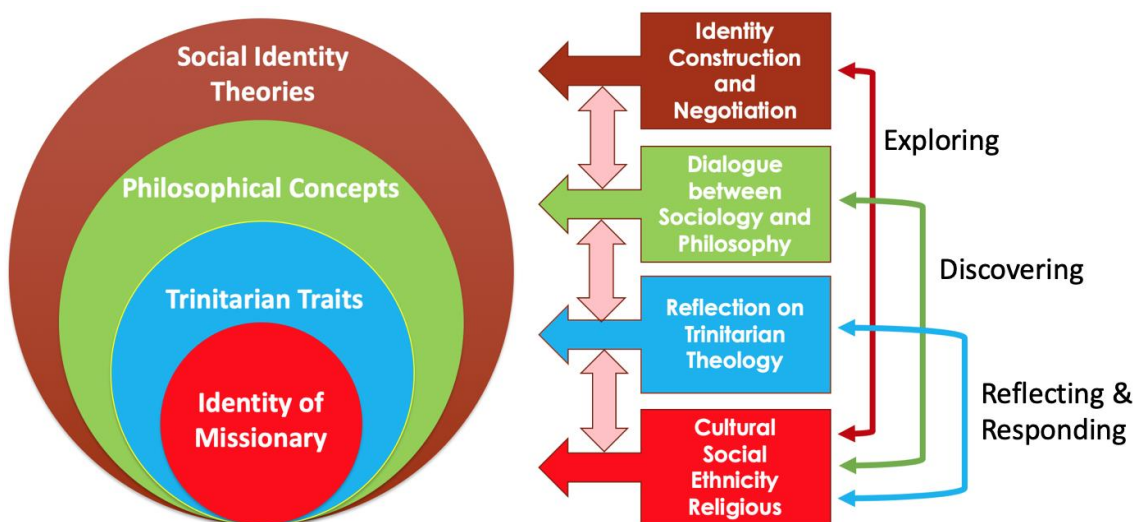 Social Identity
Theories
Philosophical Concepts
Trinitarian Traits
Identity of
Missionary
Identity
Construction
and
Negotiation
Dialogue
between
Sociology and
Philosophy
Reflection on
Trinitarian
Theology
Cultural
Social
Ethnicity
Religious
Exploring
Discovering
Reflecting &
Responding